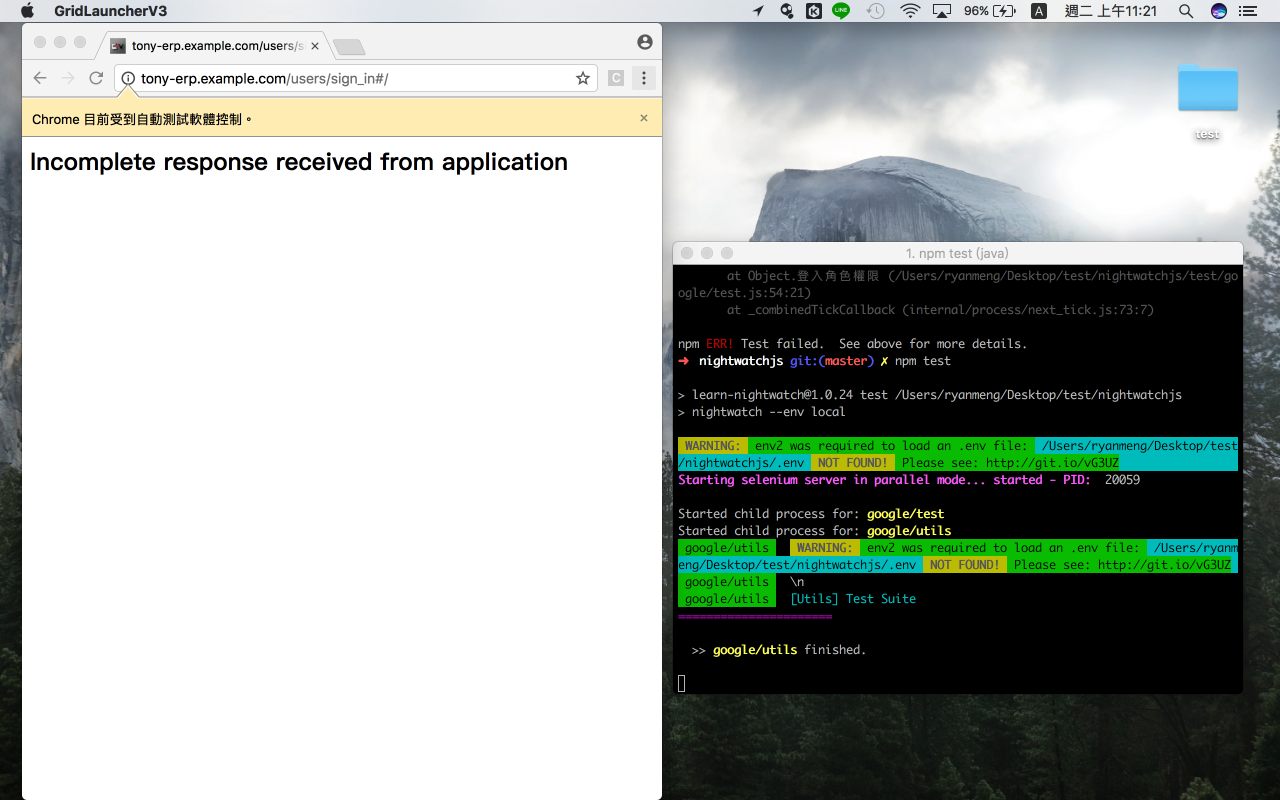 GridLauncherV3
LINE
96%
A
週二 上午11:21
tony-erp.example.com/users/s
tony-erp.example.com/users/sign_in#/
C
Chrome 目前受到自動測試軟體控制。
Incomplete response received from application
test
1. npm test (java)
at Object.登入角色權限 (/Users/ryanmeng/Desktop/test/nightwatchjs/test/go
ogle/test.js:54:21)
at _combinedTickCallback (internal/process/next_tick.js:73:7)
npm ERR! Test failed.  See above for more details.
➜  nightwatchjs git:(master) ✗ npm test
> learn-nightwatch@1.0.24 test /Users/ryanmeng/Desktop/test/nightwatchjs
> nightwatch --env local
WARNING:  env2 was required to load an .env file:  /Users/ryanmeng/Desktop/test
/nightwatchjs/.env  NOT FOUND!  Please see: http://git.io/vG3UZ
Starting selenium server in parallel mode... started - PID:  20059
Started child process for: google/test
Started child process for: google/utils
google/utils   WARNING:  env2 was required to load an .env file:  /Users/ryanm
eng/Desktop/test/nightwatchjs/.env  NOT FOUND!  Please see: http://git.io/vG3UZ
google/utils  \n
google/utils  [Utils] Test Suite
======================
>> google/utils finished.